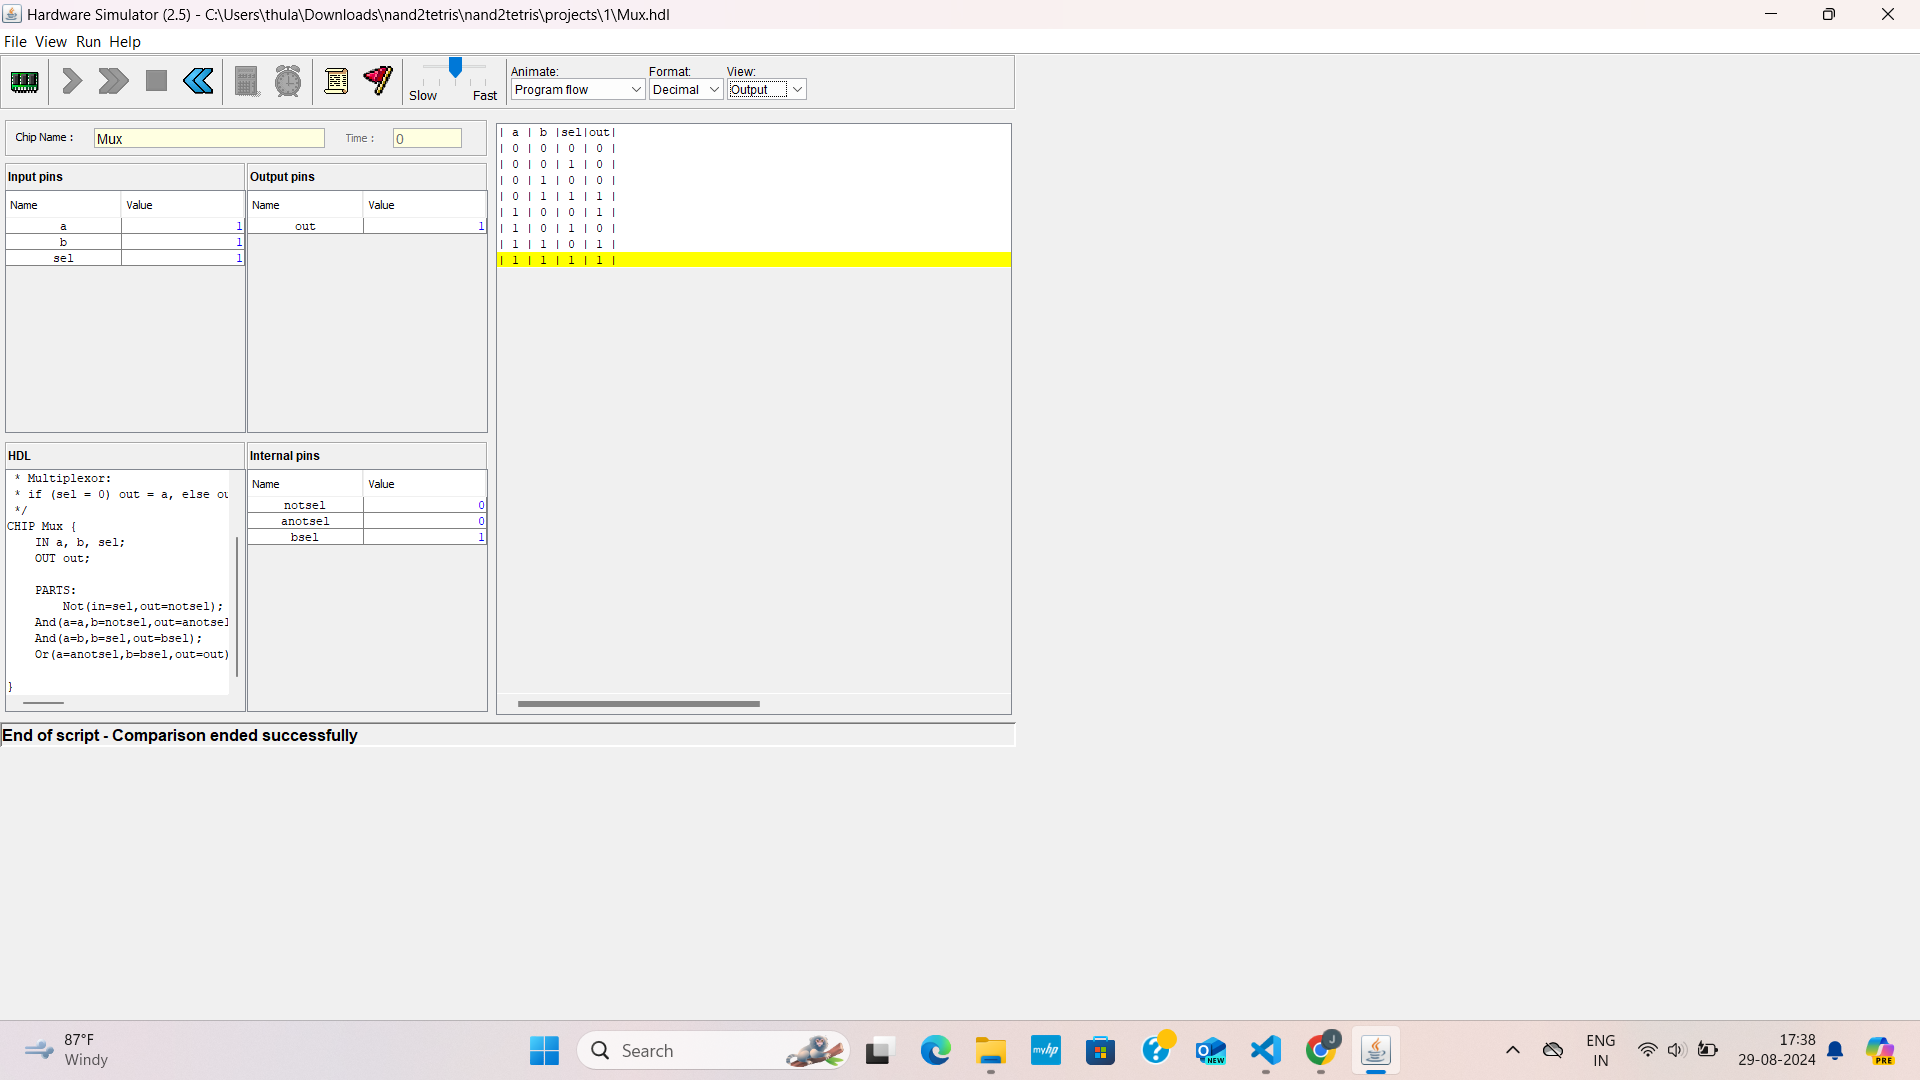 Hardware Simulator (2.5) - C:\Users\thula\Downloads\nand2tetris\nand2tetris\projects\1\Mux.hdl
File View Run Help
Slow Fast
Animate: Format: View:
Program flow Decimal Output
Chip Name : Mux Time : 0
Input pins
Name Value
a 1
b 1
sel 1
Output pins
Name Value
out 1
| a | b |sel|out|
| 0 | 0 | 0 | 0 |
| 0 | 0 | 1 | 0 |
| 0 | 1 | 0 | 0 |
| 0 | 1 | 1 | 1 |
| 1 | 0 | 0 | 1 |
| 1 | 0 | 1 | 0 |
| 1 | 1 | 0 | 1 |
| 1 | 1 | 1 | 1 |
HDL
* Multiplexor:
* if (sel = 0) out = a, else ou
*/
CHIP Mux {
IN a, b, sel;
OUT out;
PARTS:
Not(in=sel,out=notsel);
And(a=a,b=notsel,out=anotsel
And(a=b,b=sel,out=bsel);
Or(a=anotsel,b=bsel,out=out)
}
Internal pins
Name Value
notsel 0
anotsel 0
bsel 1
End of script - Comparison ended successfully
87°F
Windy
Search
myhp
NEW
J
ENG
IN
17:38
29-08-2024
PRE